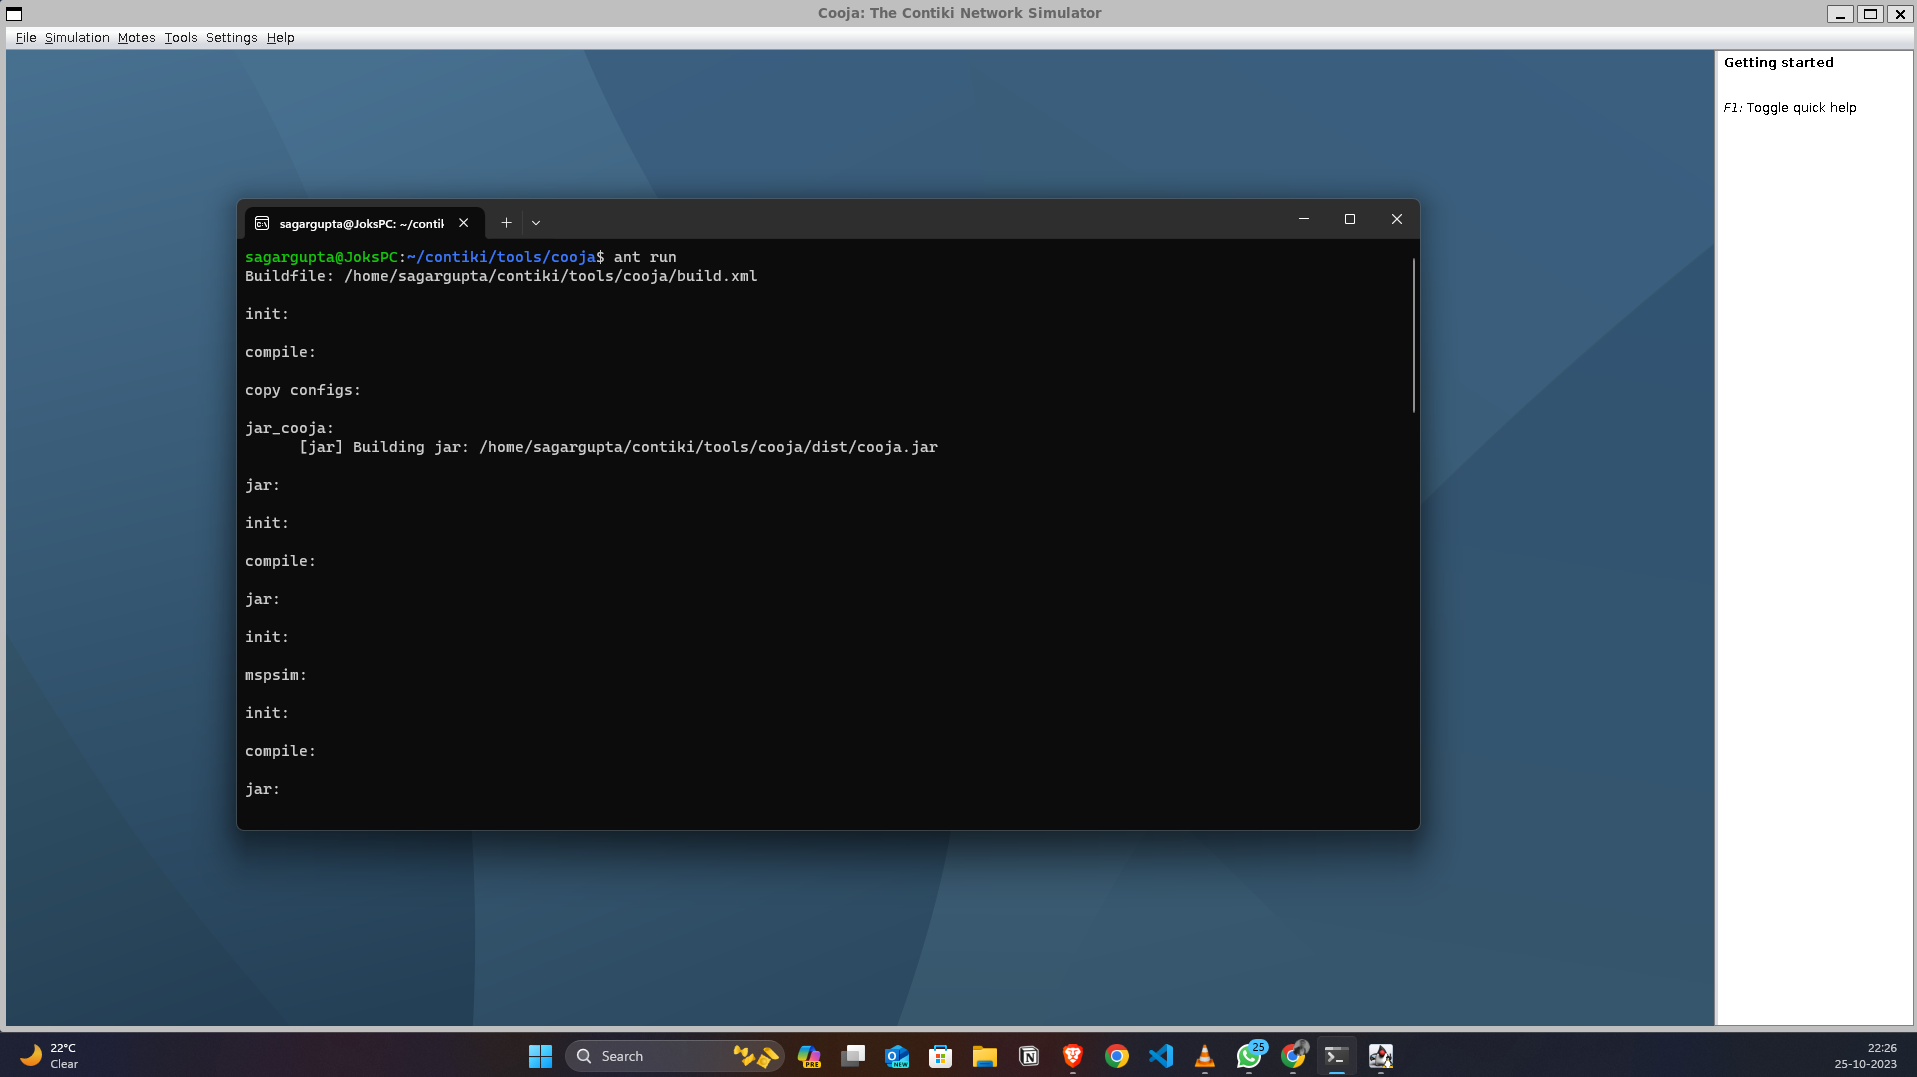 Cooja: The Contiki Network Simulator
File Simulation Motes Tools Settings Help
Getting started
F1: Toggle quick help
sagargupta@JoksPC: ~/conti
sagargupta@JoksPC:~/contiki/tools/cooja$ ant run
Buildfile: /home/sagargupta/contiki/tools/cooja/build.xml
init:
compile:
copy configs:
jar_cooja:
[jar] Building jar: /home/sagargupta/contiki/tools/cooja/dist/cooja.jar
jar:
init:
compile:
jar:
init:
mspsim:
init:
compile:
jar:
22°C
Clear
Search
PRE
NEW
25
22:26
25-10-2023